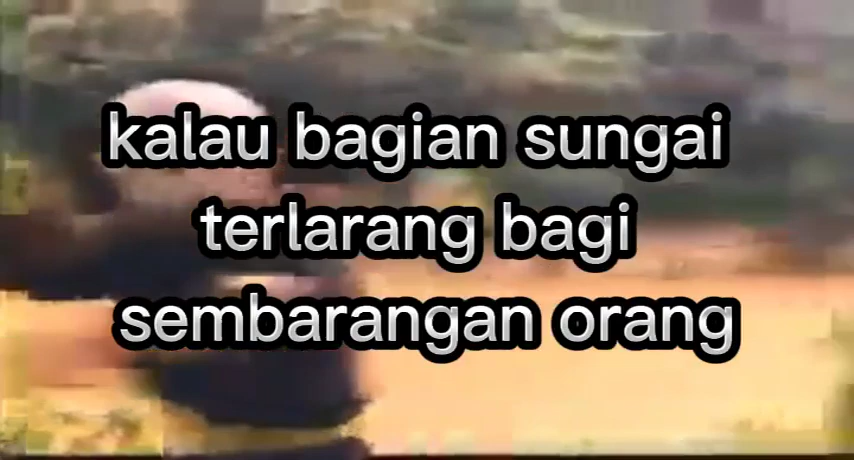 kalau bagian sungai
terlarang bagi
sembarangan orang